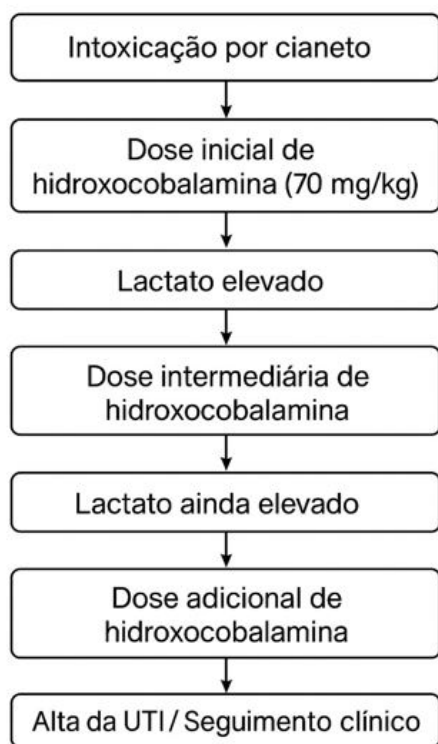 Intoxicação por cianeto
Dose inicial de
hidroxocobalamina (70 mg/kg)
Lactato elevado
Dose intermediária de
hidroxocobalamina
Lactato ainda elevado
Dose adicional de
hidroxocobalamina
Alta da UTI / Seguimento clínico